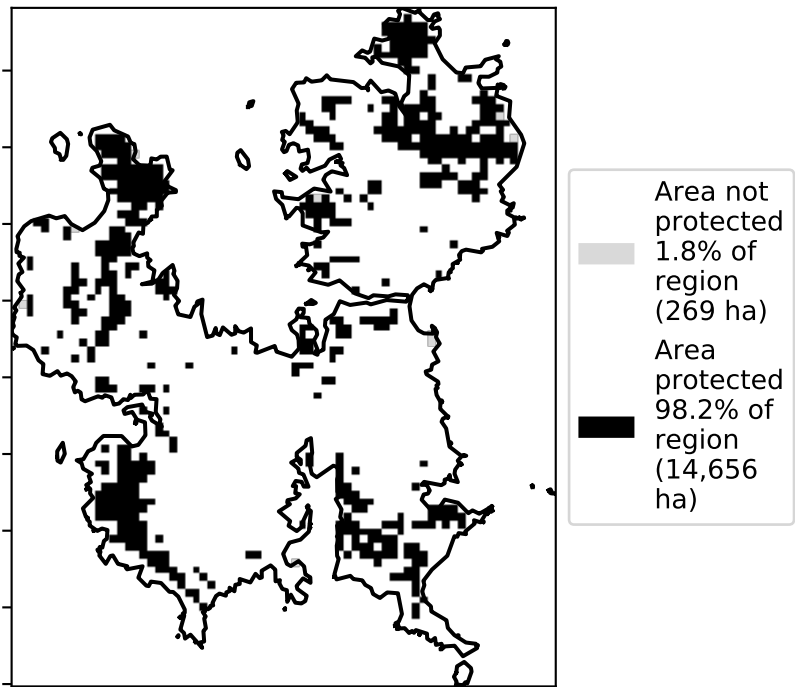 Area not
protected
1.8% of
region
(269 ha)
Area
protected
98.2% of
region
(14,656
ha)